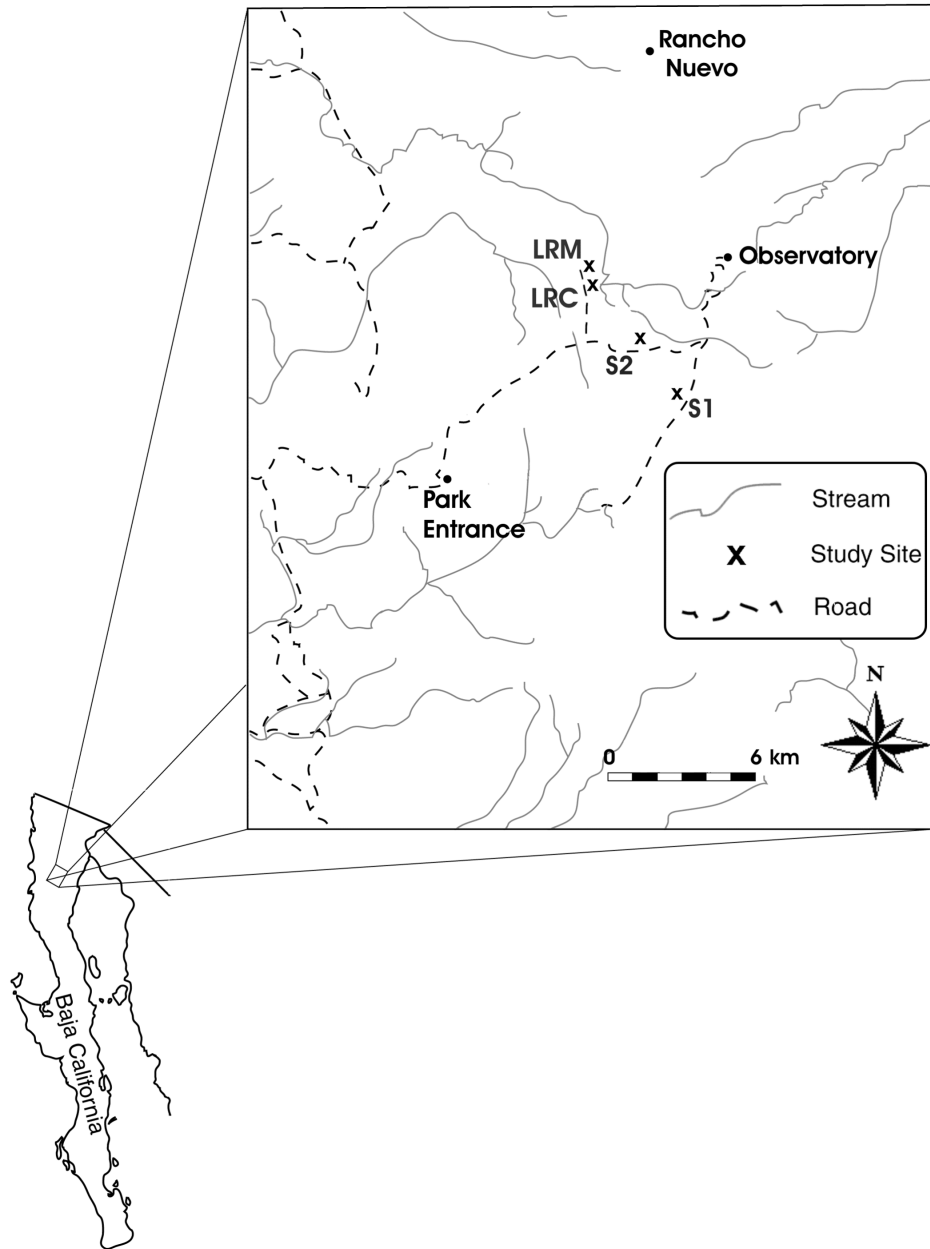 Rancho
Nuevo
LRM
Observatory
LRC
S2
S1
Park
Entrance
Stream
X Study Site
Road
N
0 6 km
x
x
x
x
Baja California